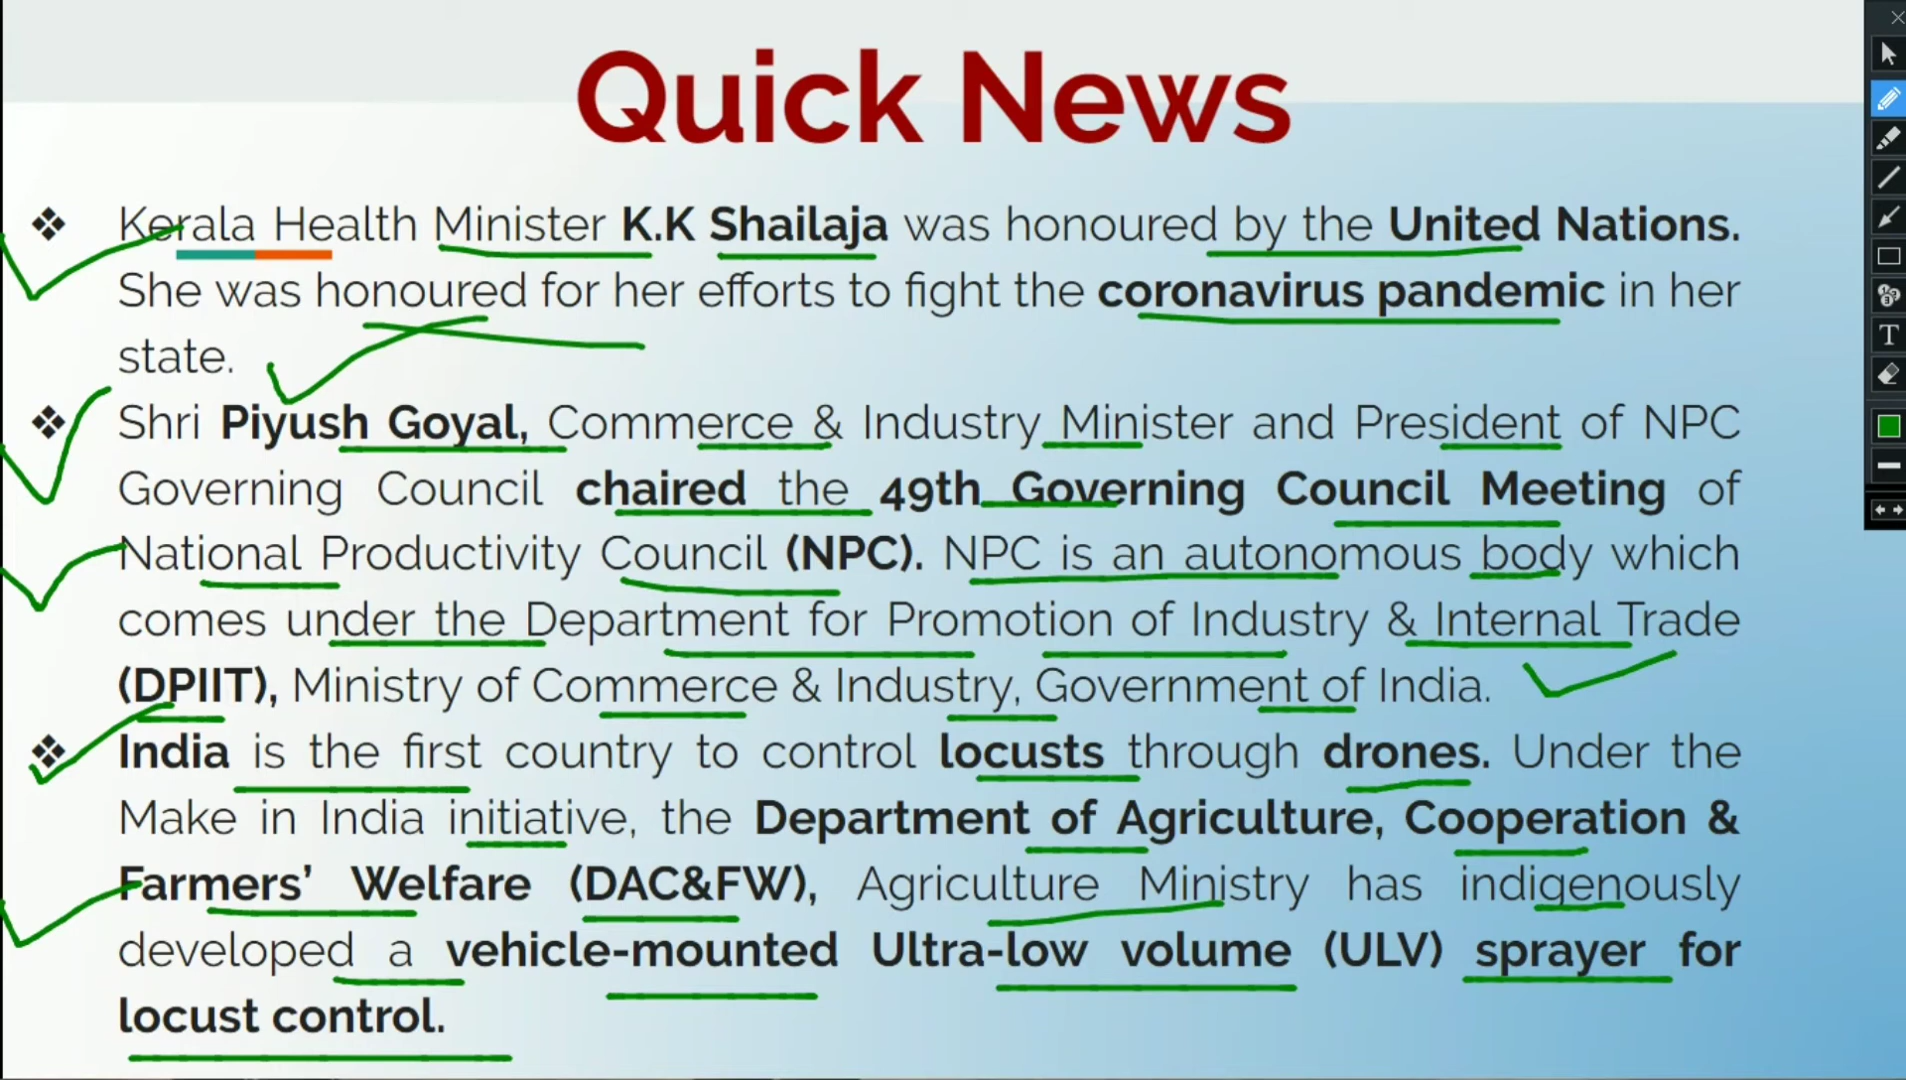 Quick News
❖ Kerala Health Minister K.K Shailaja was honoured by the United Nations.
She was honoured for her efforts to fight the coronavirus pandemic in her
state.
❖ Shri Piyush Goyal, Commerce & Industry Minister and President of NPC
Governing Council chaired the 49th Governing Council Meeting of
National Productivity Council (NPC). NPC is an autonomous body which
comes under the Department for Promotion of Industry & Internal Trade
(DPIIT), Ministry of Commerce & Industry, Government of India.
❖ India is the first country to control locusts through drones. Under the
Make in India initiative, the Department of Agriculture, Cooperation &
Farmers' Welfare (DAC&FW), Agriculture Ministry has indigenously
developed a vehicle-mounted Ultra-low volume (ULV) sprayer for
locust control.